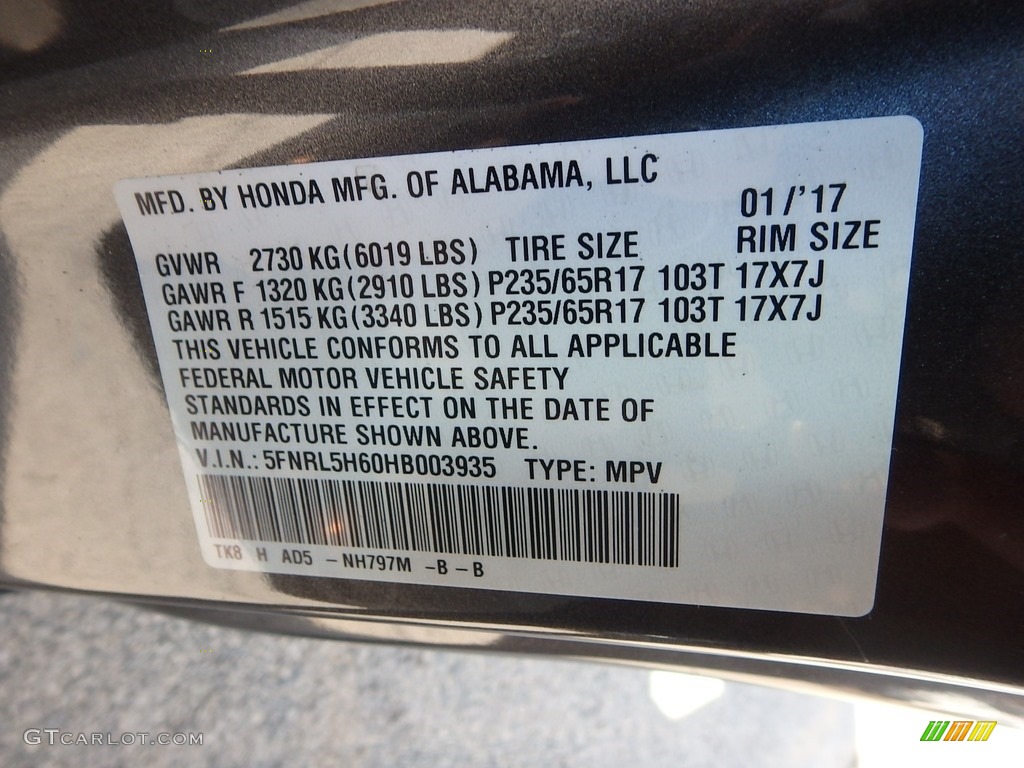 MFD. BY HONDA MFG. OF ALABAMA, LLC
01/'17
GVWR 2730 KG(6019 LBS) TIRE SIZE RIM SIZE
GAWR F 1320 KG(2910 LBS) P235/65R17 103T 17X7J
GAWR R 1515 KG(3340 LBS) P235/65R17 103T 17X7J
THIS VEHICLE CONFORMS TO ALL APPLICABLE
FEDERAL MOTOR VEHICLE SAFETY
STANDARDS IN EFFECT ON THE DATE OF
MANUFACTURE SHOWN ABOVE.
V.I.N.: 5FNRL5H60HB003935 TYPE: MPV
TK8 H AD5 -NH797M -B-B
GTCARLOT.COM